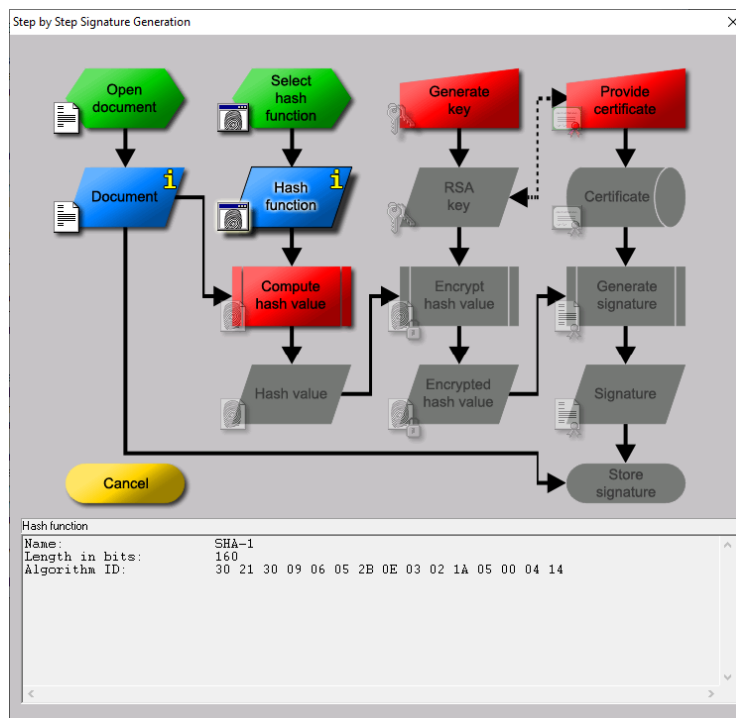 Step by Step Signature Generation
Open
document
Select
hash
function
Generate
key
Provide
certificate
Document
i
Hash
function
i
RSA
key
Certificate
Compute
hash value
Encrypt
hash value
Generate
signature
Hash value
Encrypted
hash value
Signature
Cancel
Store
signature
Hash function
Name: SHA-1
Length in bits: 160
Algorithm ID: 30 21 30 09 06 05 2B 0E 03 02 1A 05 00 04 14